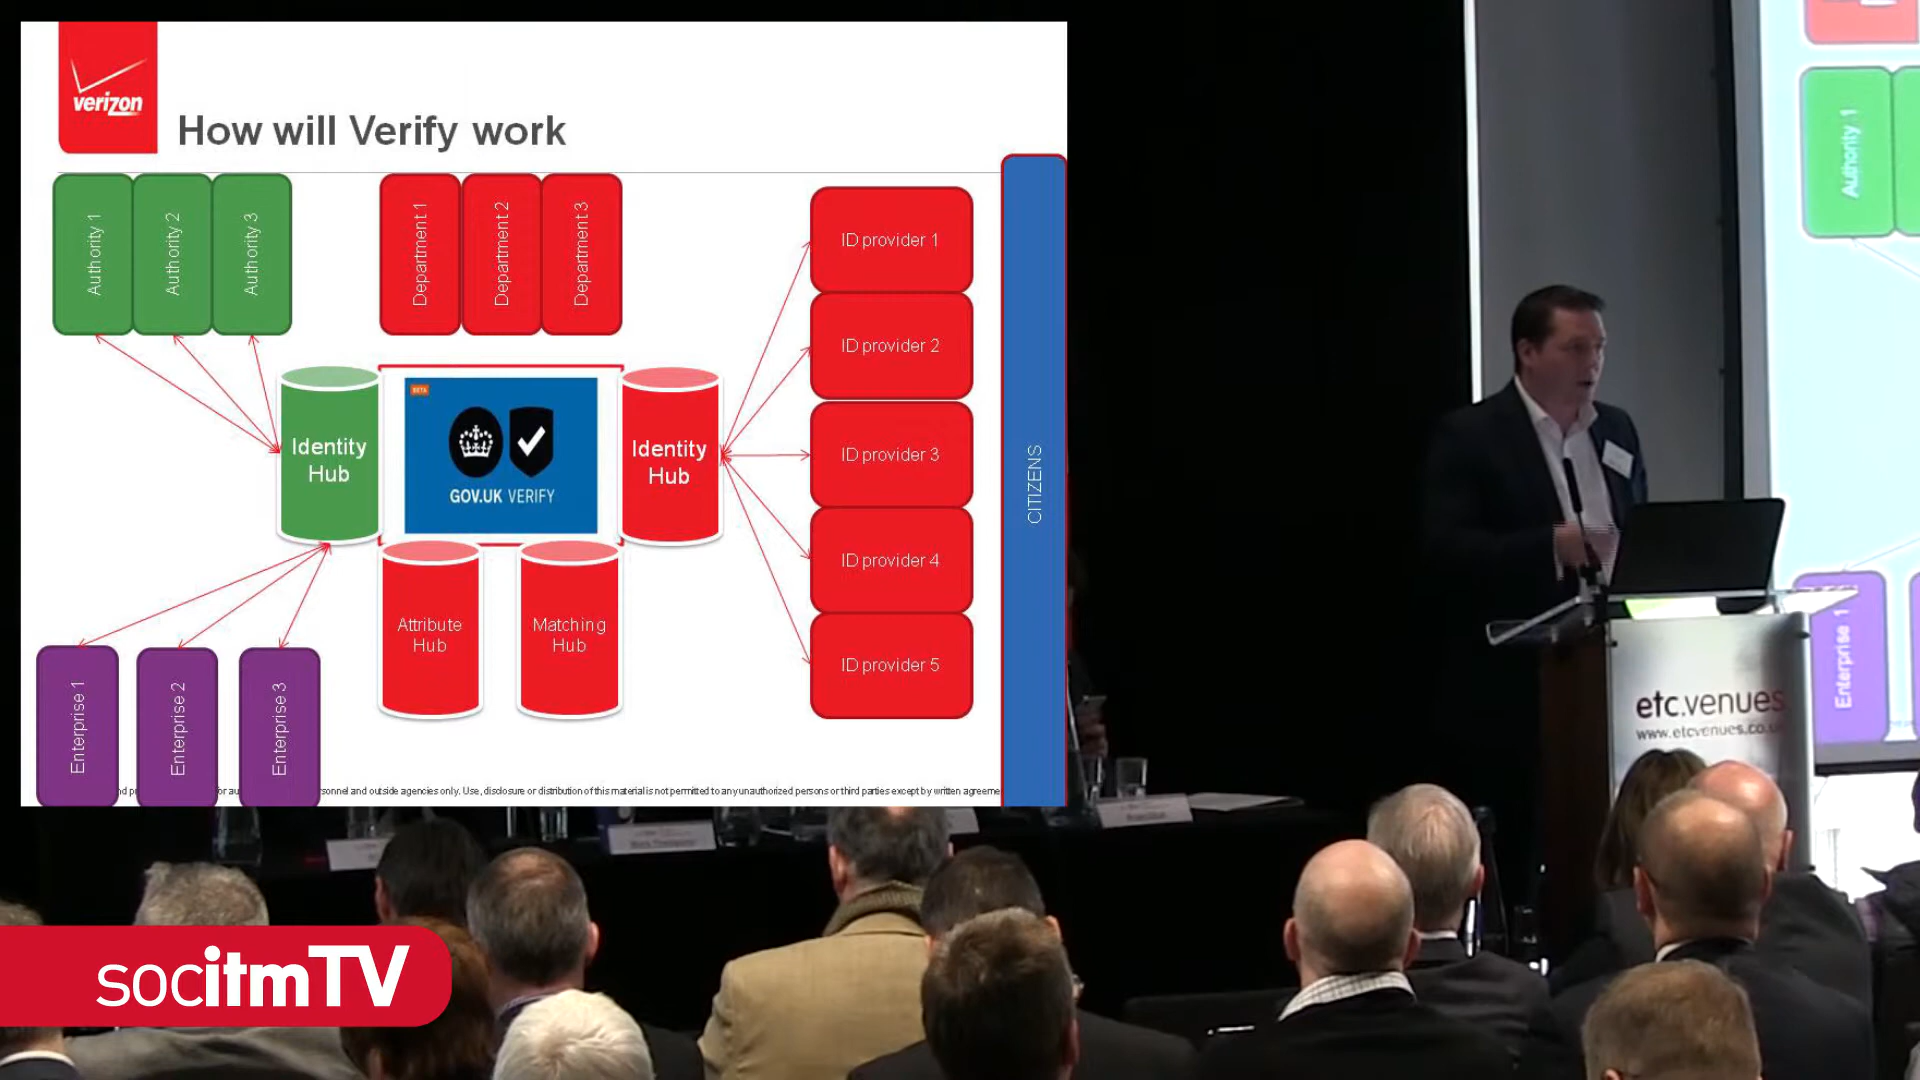 verizon
How will Verify work
Authority 1
Authority 2
Authority 3
Department 1
Department 2
Department 3
ID provider 1
ID provider 2
ID provider 3
ID provider 4
ID provider 5
CITIZENS
Identity
Hub
BETA
GOV.UK VERIFY
Identity
Hub
Attribute
Hub
Matching
Hub
Enterprise 1
Enterprise 2
Enterprise 3
and outside agencies only. Use, disclosure or distribution of this material is not permitted to any unauthorized persons or third parties except by written
Authority 1
Enterprise 1
etc.venues
www.etcvenues.co.
socitmTV